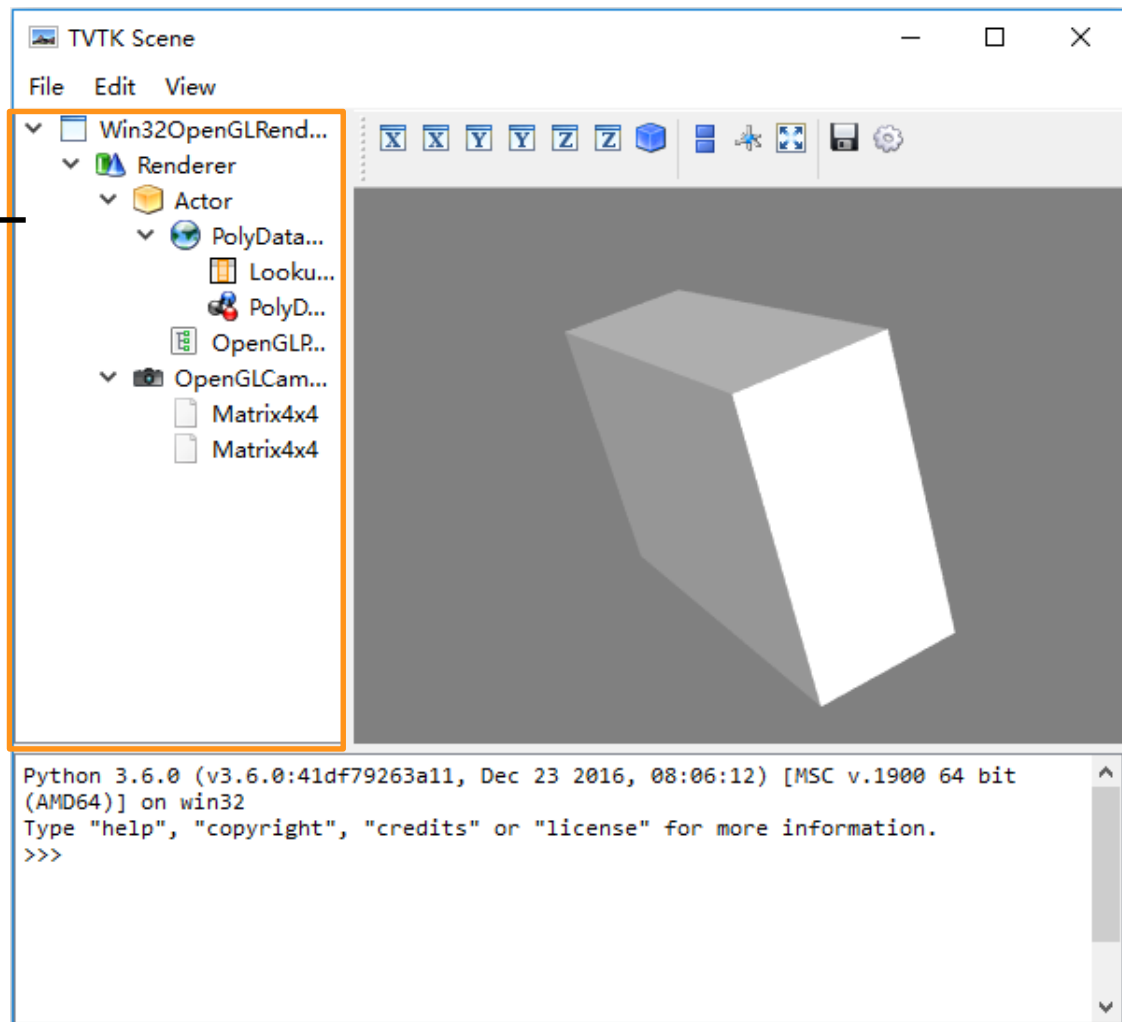 TVTK Scene
File Edit View
Win32OpenGLRend...
X X Y Y Z Z
Renderer
Actor
PolyData...
Looku...
PolyD...
OpenGLP...
OpenGLCam...
Matrix4x4
Matrix4x4
Python 3.6.0 (v3.6.0:41df79263a11, Dec 23 2016, 08:06:12) [MSC v.1900 64 bit
(AMD64)] on win32
Type "help", "copyright", "credits" or "license" for more information.
>>>